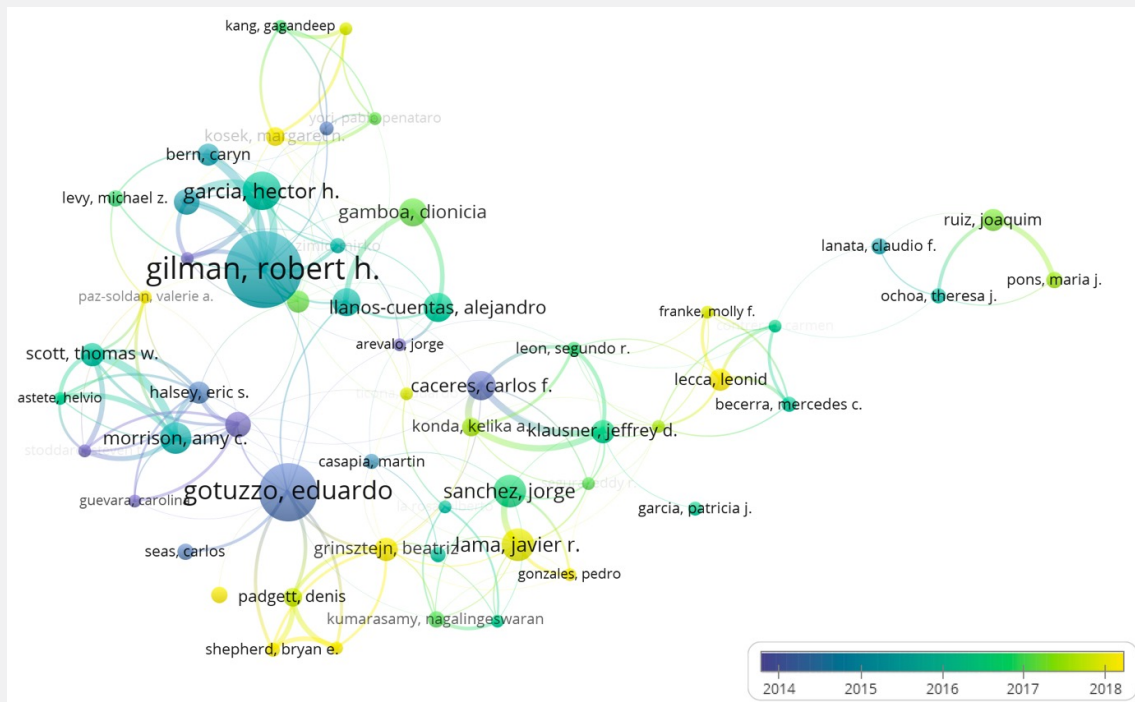 kang, gagandeep
yori, pablo penataro
kosek, margaret n.
bern, caryn
levy, michael z.
garcia, hector h.
gamboa, dionicia
ruiz, joaquim
lanata, claudio f.
gilman, robert h.
pons, maria j.
paz-soldan, valerie a.
ochoa, theresa j.
llanos-cuentas, alejandro
franke, molly f.
arevalo, jorge
leon, segundo r.
scott, thomas w.
lecca, leonid
caceres, carlos f.
halsey, eric s.
astete, helvio
becerra, mercedes c.
konda, kelika a.
klausner, jeffrey d.
morrison, amy c.
casapia, martin
gotuzzo, eduardo
sanchez, jorge
guevara, carolina
garcia, patricia j.
seas, carlos
grinsztejn, beatriz
lama, javier r.
gonzales, pedro
padgett, denis
kumarasamy, nagalingeswaran
shepherd, bryan e.
2014 2015 2016 2017 2018